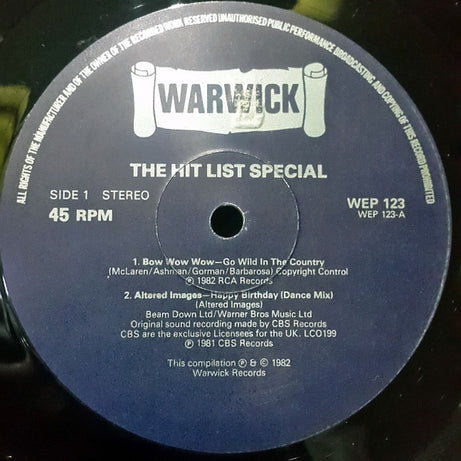 ALL RIGHTS OF THE MANUFACTURER AND OF THE OWNER OF THE RECORDED WORK RESERVED UNAUTHORISED PUBLIC PERFORMANCE BROADCASTING AND COPYING OF THIS RECORD PROHIBITED
WARWICK
THE HIT LIST SPECIAL
SIDE 1 STEREO
45 RPM
WEP 123
WEP 123-A
1. Bow Wow Wow—Go Wild In The Country
(McLaren/Ashman/Gorman/Barbarosa) Copyright Control
℗ 1982 RCA Records
2. Altered Images—Happy Birthday (Dance Mix)
(Altered Images)
Beam Down Ltd/Warner Bros Music Ltd
Original sound recording made by CBS Records
CBS are the exclusive Licensees for the UK. LC0199
℗ 1981 CBS Records
This compilation ℗ & © 1982
Warwick Records